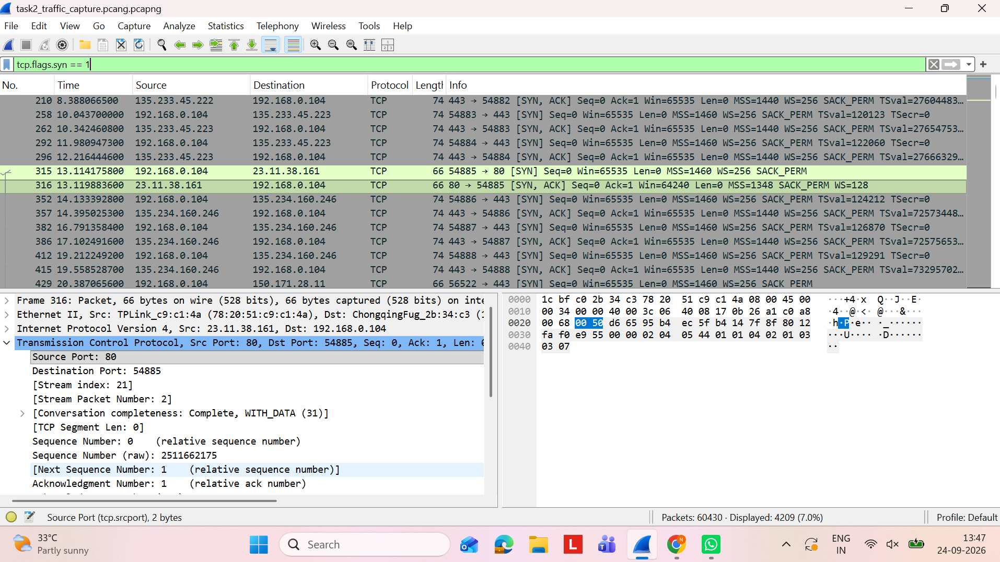 task2_traffic_capture.pcang.pcapng
File Edit View Go Capture Analyze Statistics Telephony Wireless Tools Help
tcp.flags.syn == 1
No. Time Source Destination Protocol Length Info
210 8.388066500 135.233.45.222 192.168.0.104 TCP 74 443 → 54882 [SYN, ACK] Seq=0 Ack=1 Win=65535 Len=0 MSS=1440 WS=256 SACK_PERM TSval=27604483…
258 10.043700000 192.168.0.104 135.233.45.223 TCP 74 54883 → 443 [SYN] Seq=0 Win=65535 Len=0 MSS=1460 WS=256 SACK_PERM TSval=120123 TSecr=0
262 10.342460800 135.233.45.223 192.168.0.104 TCP 74 443 → 54883 [SYN, ACK] Seq=0 Ack=1 Win=65535 Len=0 MSS=1440 WS=256 SACK_PERM TSval=27654753…
292 11.980947300 192.168.0.104 135.233.45.223 TCP 74 54884 → 443 [SYN] Seq=0 Win=65535 Len=0 MSS=1460 WS=256 SACK_PERM TSval=122060 TSecr=0
296 12.216444600 135.233.45.223 192.168.0.104 TCP 74 443 → 54884 [SYN, ACK] Seq=0 Ack=1 Win=65535 Len=0 MSS=1440 WS=256 SACK_PERM TSval=27666329…
315 13.114175800 192.168.0.104 23.11.38.161 TCP 66 54885 → 80 [SYN] Seq=0 Win=65535 Len=0 MSS=1460 WS=256 SACK_PERM
316 13.119883600 23.11.38.161 192.168.0.104 TCP 66 80 → 54885 [SYN, ACK] Seq=0 Ack=1 Win=64240 Len=0 MSS=1348 SACK_PERM WS=128
352 14.133392800 192.168.0.104 135.234.160.246 TCP 74 54886 → 443 [SYN] Seq=0 Win=65535 Len=0 MSS=1460 WS=256 SACK_PERM TSval=124212 TSecr=0
357 14.395025300 135.234.160.246 192.168.0.104 TCP 74 443 → 54886 [SYN, ACK] Seq=0 Ack=1 Win=65535 Len=0 MSS=1440 WS=256 SACK_PERM TSval=72573448…
382 16.791358400 192.168.0.104 135.234.160.246 TCP 74 54887 → 443 [SYN] Seq=0 Win=65535 Len=0 MSS=1460 WS=256 SACK_PERM TSval=126870 TSecr=0
386 17.102491600 135.234.160.246 192.168.0.104 TCP 74 443 → 54887 [SYN, ACK] Seq=0 Ack=1 Win=65535 Len=0 MSS=1440 WS=256 SACK_PERM TSval=72575653…
412 19.212249200 192.168.0.104 135.234.160.246 TCP 74 54888 → 443 [SYN] Seq=0 Win=65535 Len=0 MSS=1460 WS=256 SACK_PERM TSval=129291 TSecr=0
415 19.558528700 135.234.160.246 192.168.0.104 TCP 74 443 → 54888 [SYN, ACK] Seq=0 Ack=1 Win=65535 Len=0 MSS=1440 WS=256 SACK_PERM TSval=73295702…
429 20.387065600 192.168.0.104 150.171.28.11 TCP 66 56522 → 443 [SYN] Seq=0 Win=65535 Len=0 MSS=1460 WS=256 SACK_PERM
Frame 316: Packet, 66 bytes on wire (528 bits), 66 bytes captured (528 bits) on inte
Ethernet II, Src: TPLink_c9:c1:4a (78:20:51:c9:c1:4a), Dst: ChongqingFug_2b:34:c3 (1
Internet Protocol Version 4, Src: 23.11.38.161, Dst: 192.168.0.104
Transmission Control Protocol, Src Port: 80, Dst Port: 54885, Seq: 0, Ack: 1, Len: 0
Source Port: 80
Destination Port: 54885
[Stream index: 21]
[Stream Packet Number: 2]
[Conversation completeness: Complete, WITH_DATA (31)]
[TCP Segment Len: 0]
Sequence Number: 0 (relative sequence number)
Sequence Number (raw): 2511662175
[Next Sequence Number: 1 (relative sequence number)]
Acknowledgment Number: 1 (relative ack number)
0000 1c bf c0 2b 34 c3 78 20 51 c9 c1 4a 08 00 45 00 ···+4·x Q··J··E·
0010 00 34 00 00 40 00 3c 06 40 08 17 0b 26 a1 c0 a8 ·4··@·<· @···&···
0020 00 68 00 50 d6 65 95 b4 ec 5f b4 14 7f 8f 80 12 ·h·P·e·· ·_······
0030 fa f0 e9 55 00 00 02 04 05 44 01 01 04 02 01 03 ···U···· ·D······
0040 03 07 ··
Source Port (tcp.srcport), 2 bytes
Packets: 60430 · Displayed: 4209 (7.0%)
Profile: Default
33°C
Partly sunny
Search
ENG
IN
13:47
24-09-2026